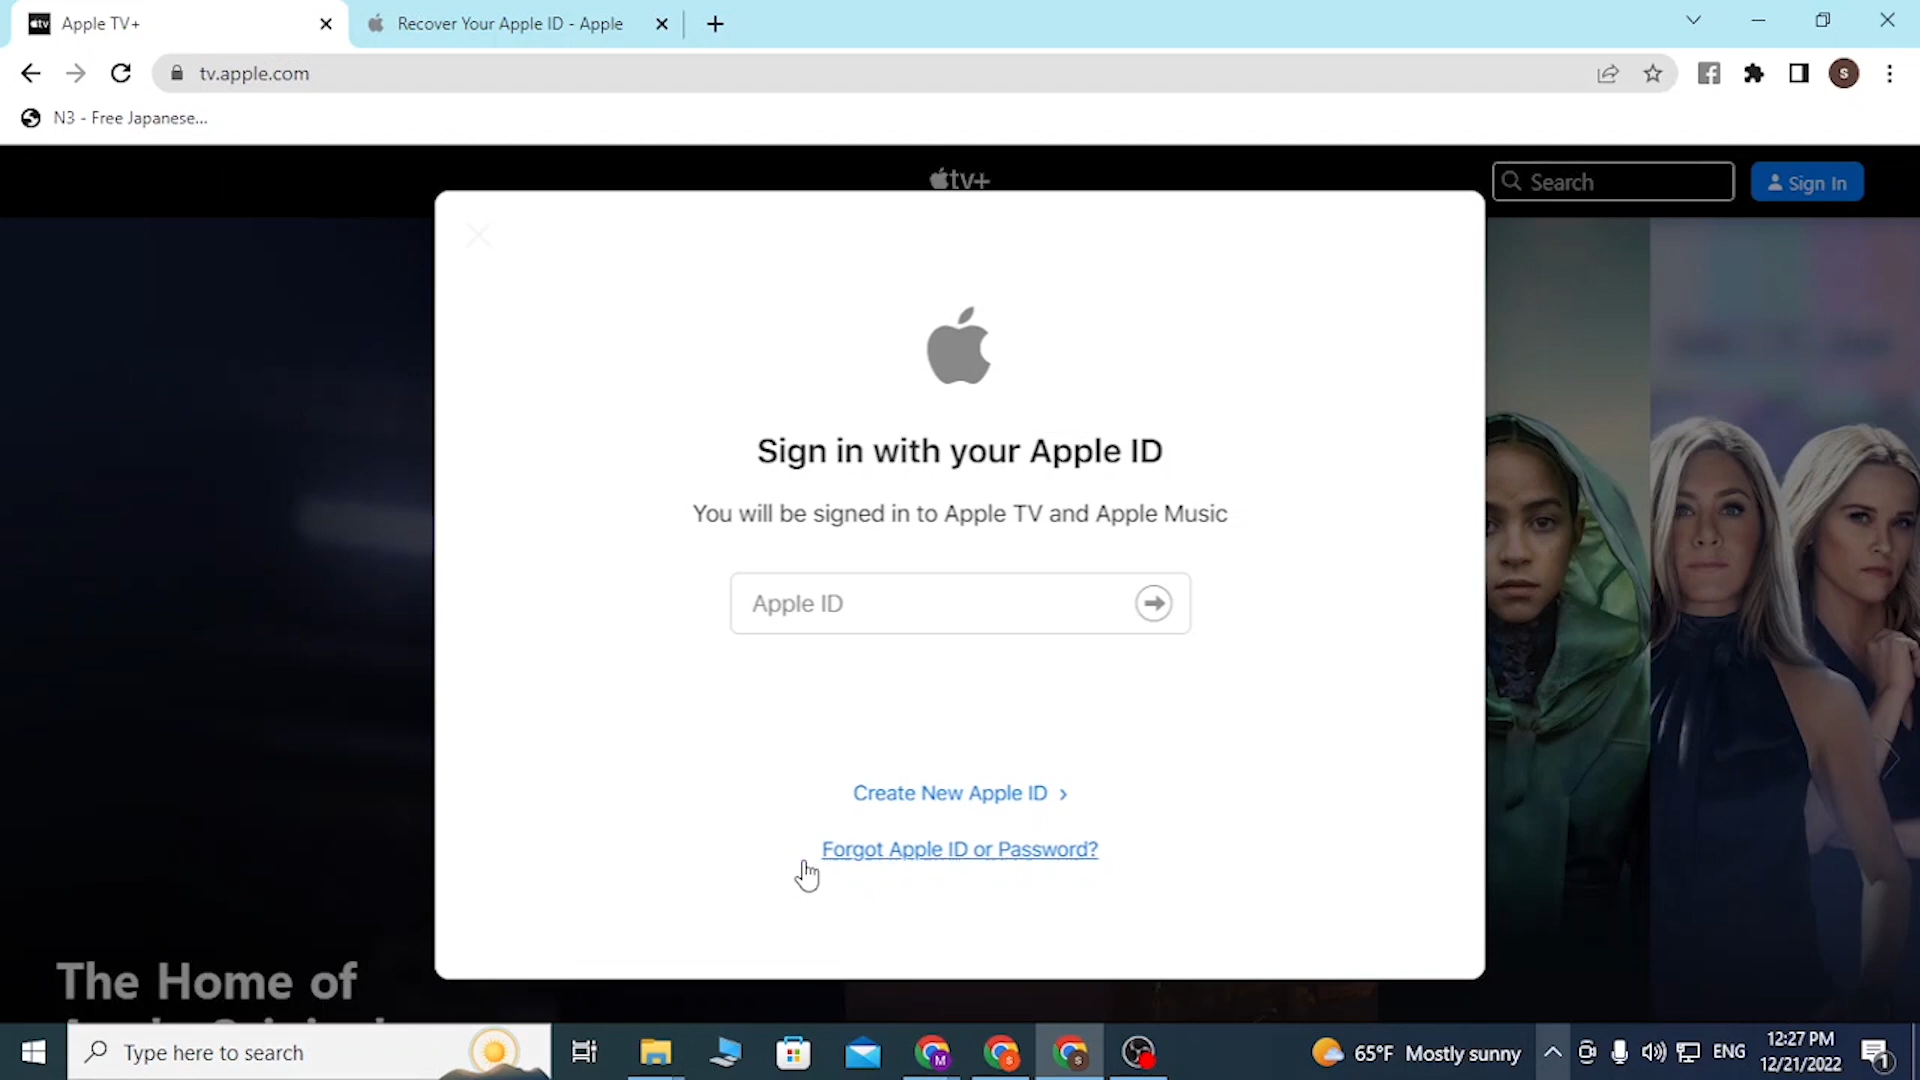 Apple TV+
Recover Your Apple ID - Apple
tv.apple.com
S
N3 - Free Japanese...
tv+
Search
Sign In
Sign in with your Apple ID
You will be signed in to Apple TV and Apple Music
Apple ID
Create New Apple ID >
Forgot Apple ID or Password?
The Home of
Type here to search
M
S
S
65°F Mostly sunny
ENG
12:27 PM
12/21/2022
1